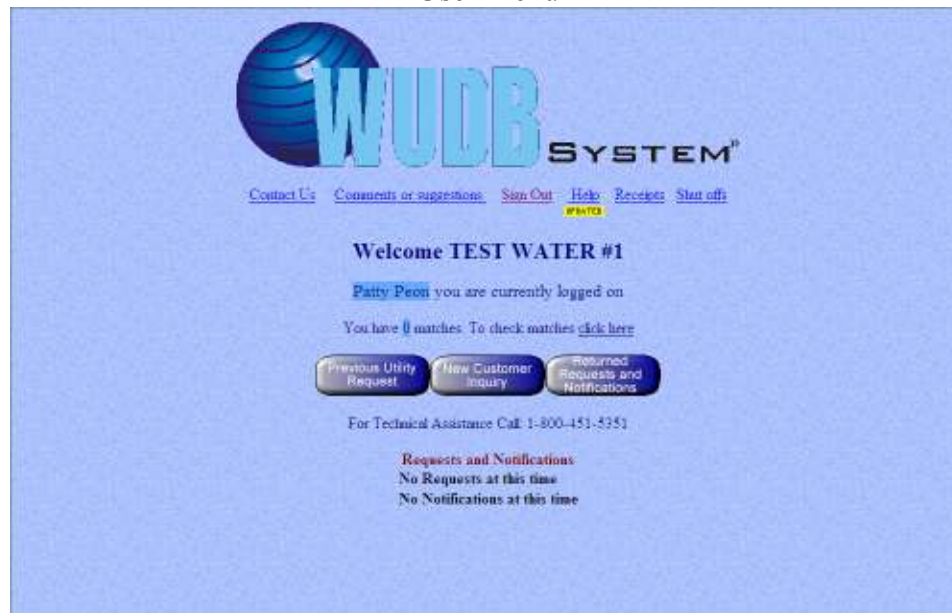 WUDB SYSTEM
Contact Us Comments or suggestions Sign Out Help Receipts Shut offs
UPDATED
Welcome TEST WATER #1
Patty Peon you are currently logged on
You have 0 matches. To check matches click here
Previous Utility Request
New Customer Inquiry
Returned Requests and Notifications
For Technical Assistance Call: 1-800-451-5351
Requests and Notifications
No Requests at this time
No Notifications at this time